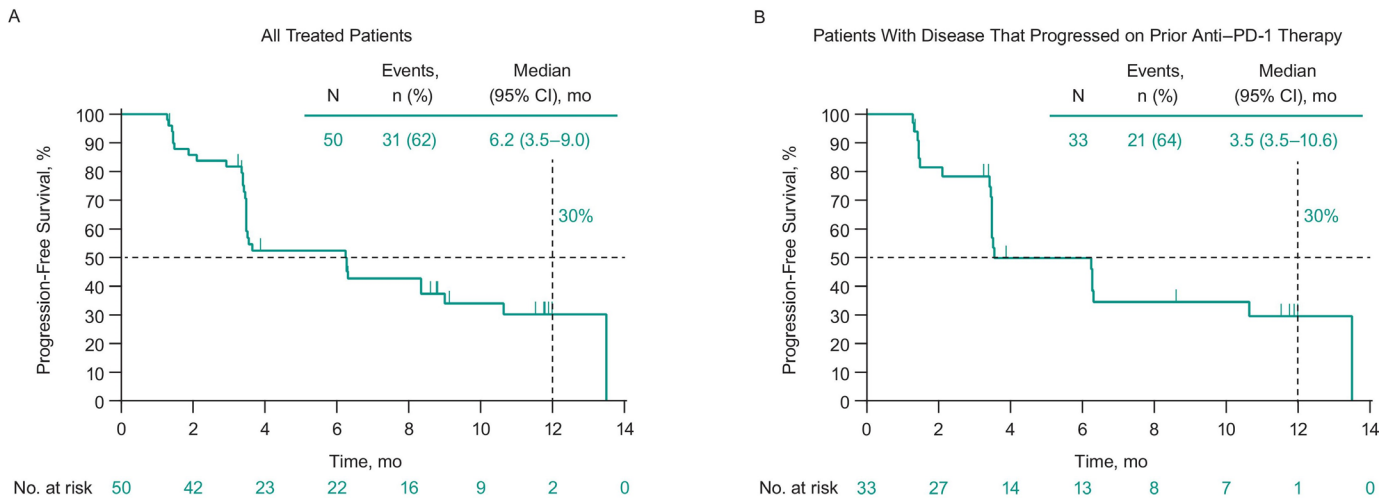 A
All Treated Patients
Events, Median
N n (%) (95% CI), mo
50 31 (62) 6.2 (3.5–9.0)
30%
Progression-Free Survival, %
100
90
80
70
60
50
40
30
20
10
0
0 2 4 6 8 10 12 14
Time, mo
No. at risk 50 42 23 22 16 9 2 0
B
Patients With Disease That Progressed on Prior Anti–PD-1 Therapy
Events, Median
N n (%) (95% CI), mo
33 21 (64) 3.5 (3.5–10.6)
30%
Progression-Free Survival, %
100
90
80
70
60
50
40
30
20
10
0
0 2 4 6 8 10 12 14
Time, mo
No. at risk 33 27 14 13 8 7 1 0